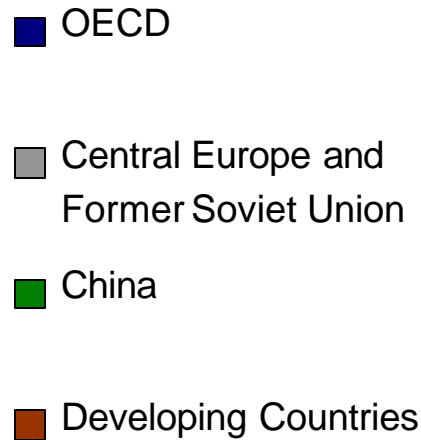 OECD
Central Europe and
Former Soviet Union
China
Developing Countries